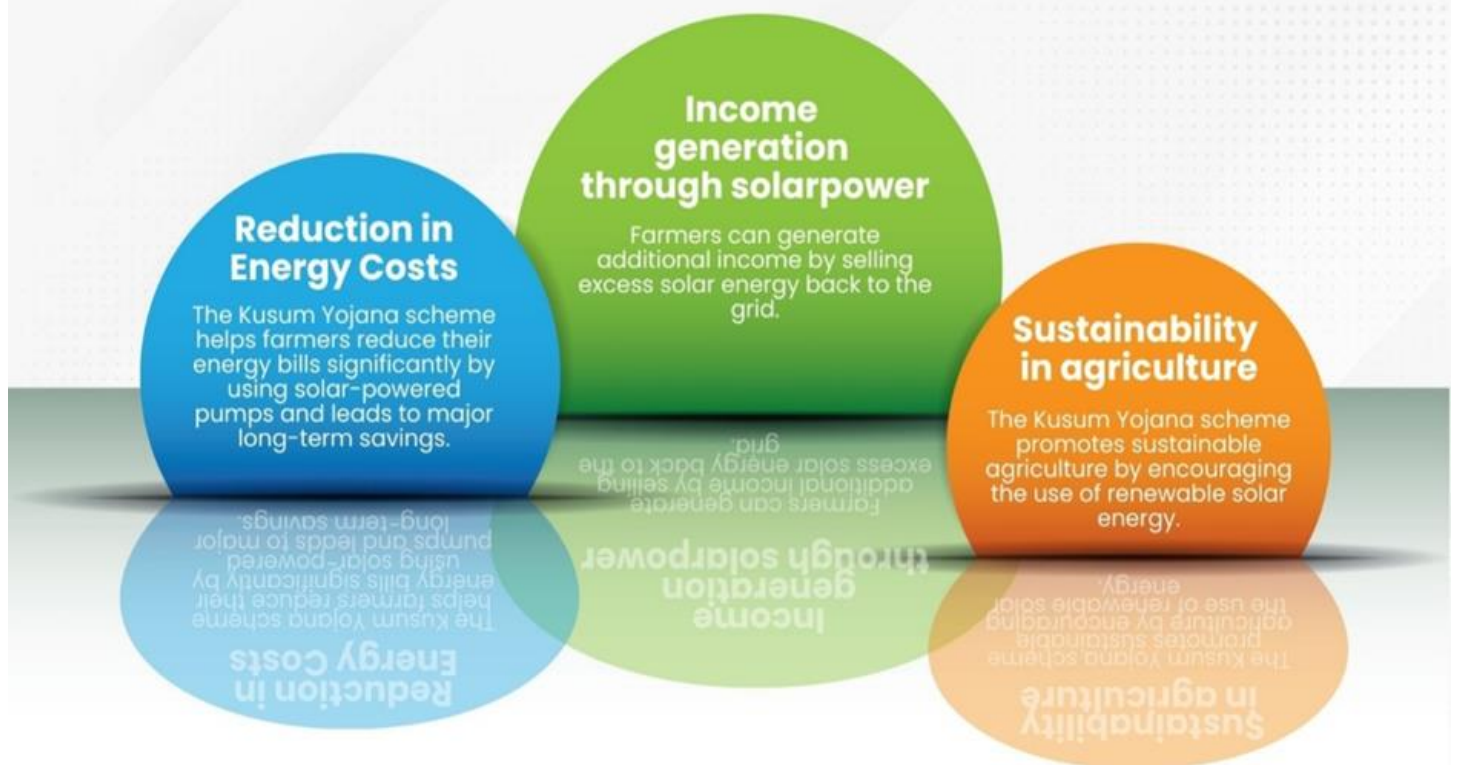 Reduction in
Energy Costs
The Kusum Yojana scheme
helps farmers reduce their
energy bills significantly by
using solar-powered
pumps and leads to major
long-term savings.
Income
generation
through solarpower
Farmers can generate
additional income by selling
excess solar energy back to the
grid.
Sustainability
in agriculture
The Kusum Yojana scheme
promotes sustainable
agriculture by encouraging
the use of renewable solar
energy.